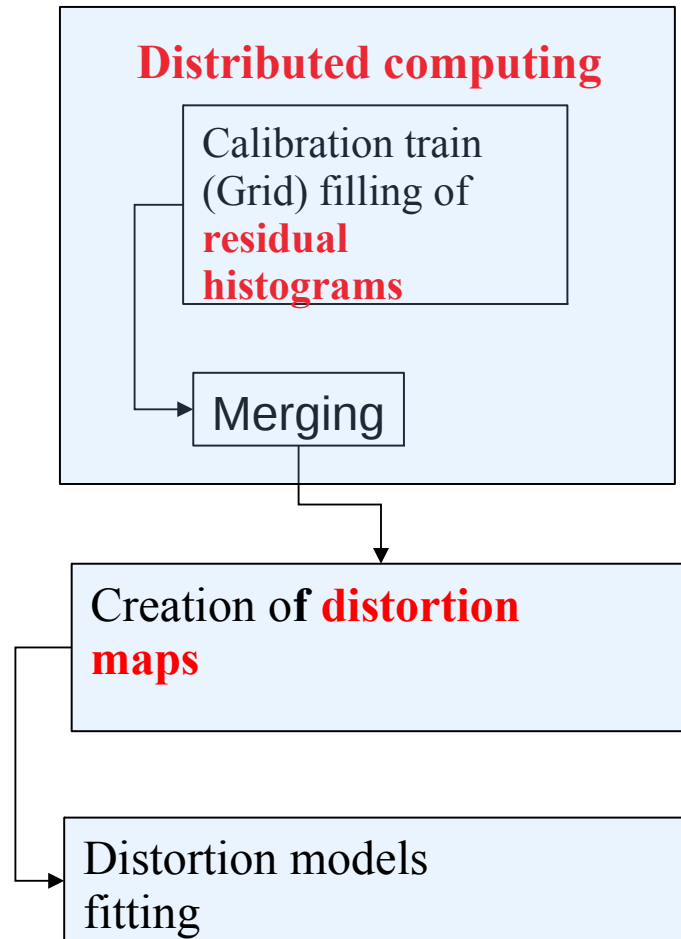 Distributed computing
Calibration train
(Grid) filling of
residual
histograms
Merging
Creation of distortion
maps
Distortion models
fitting